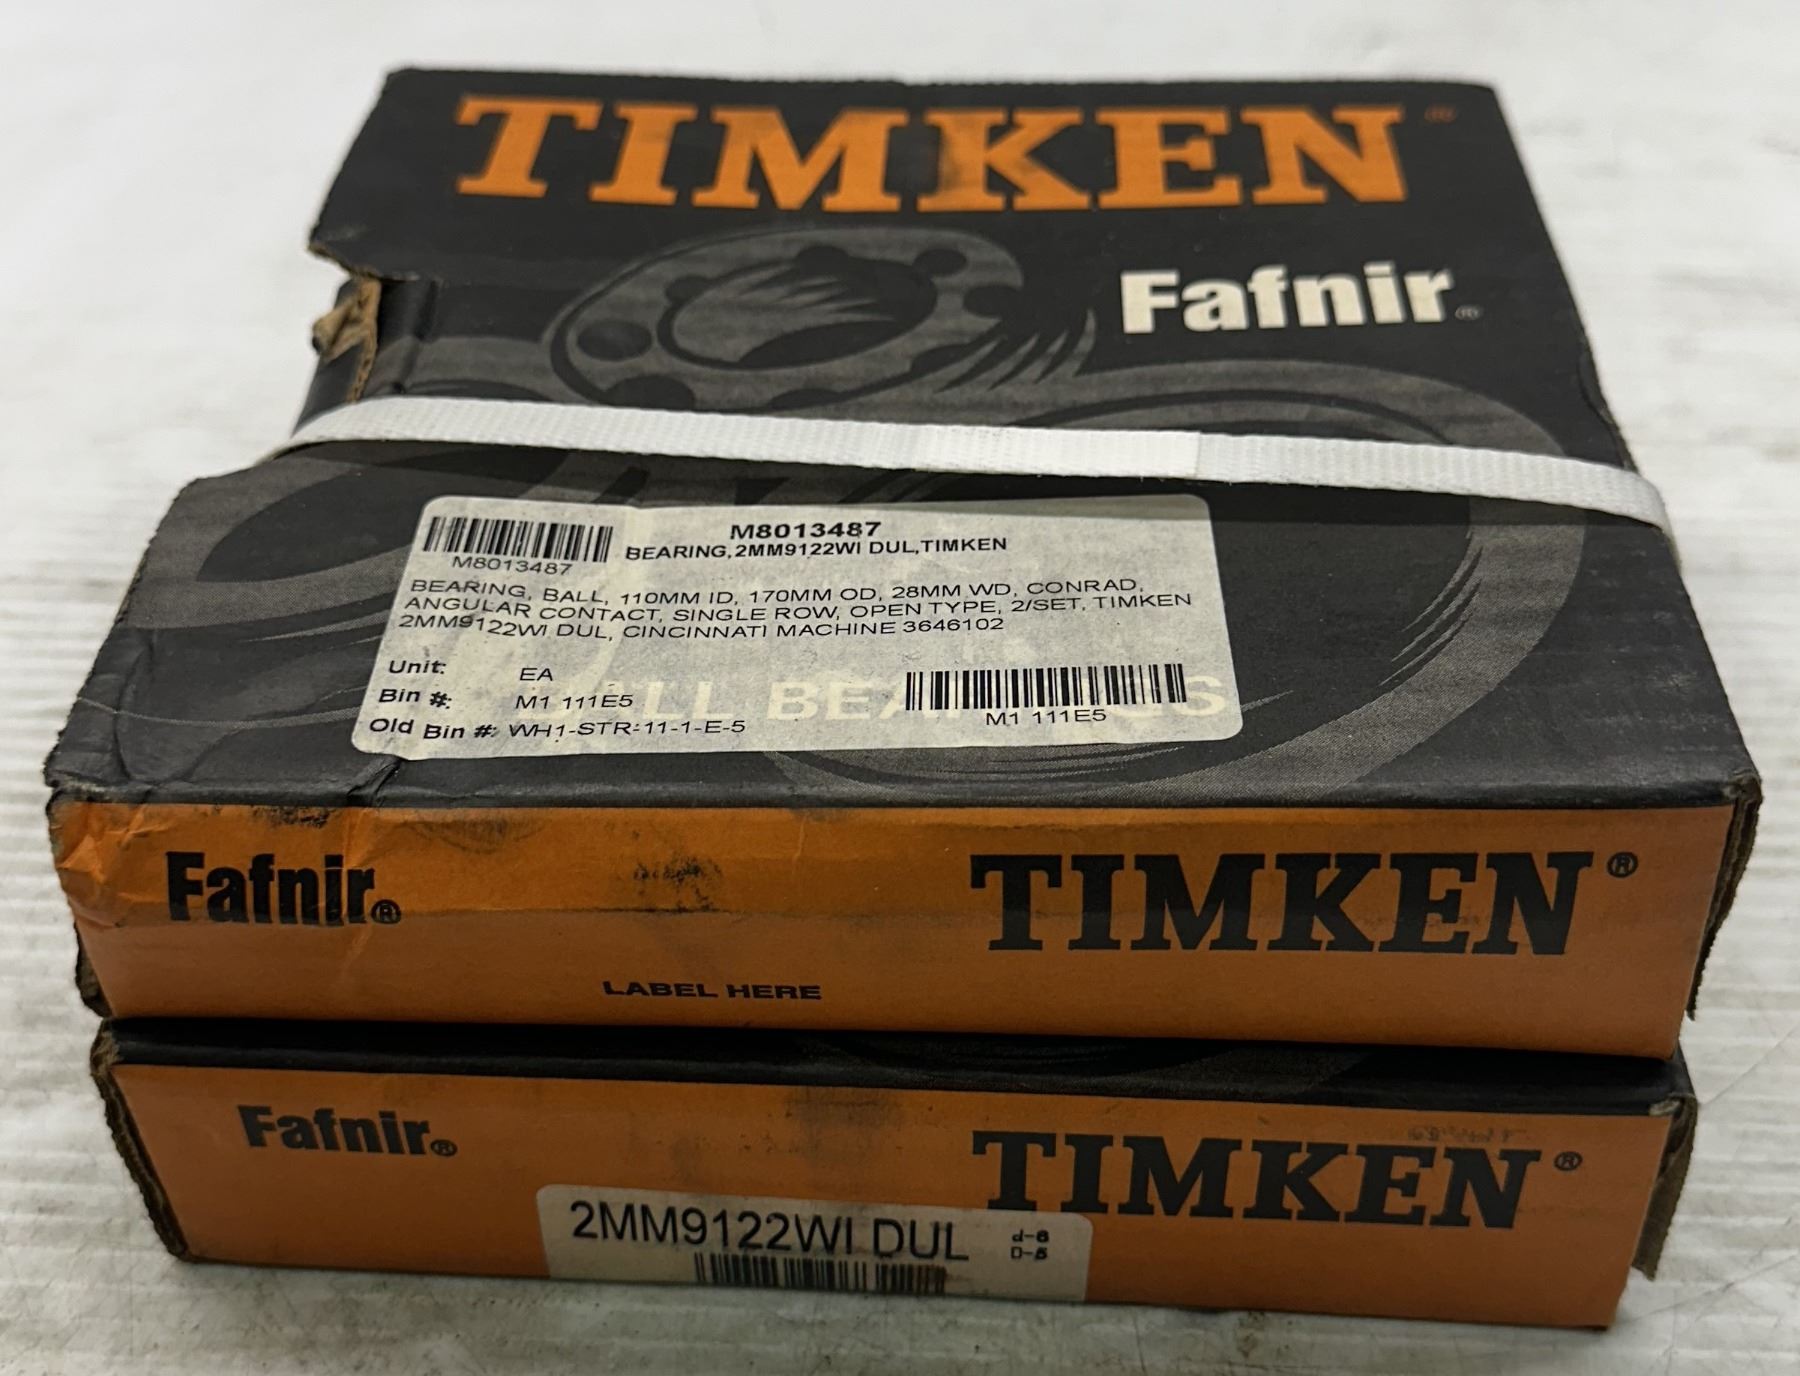 TIMKEN®
Fafnir®
M8013487
BEARING,2MM9122WI DUL,TIMKEN
M8013487
BEARING, BALL, 110MM ID, 170MM OD, 28MM WD, CONRAD,
ANGULAR CONTACT, SINGLE ROW, OPEN TYPE, 2/SET, TIMKEN
2MM9122WI DUL, CINCINNATI MACHINE 3646102
Unit: EA
Bin #: M1 111E5
Old Bin #: WH1-STR-11-1-E-5
M1 111E5
Fafnir® TIMKEN®
LABEL HERE
Fafnir® TIMKEN®
2MM9122WI DUL